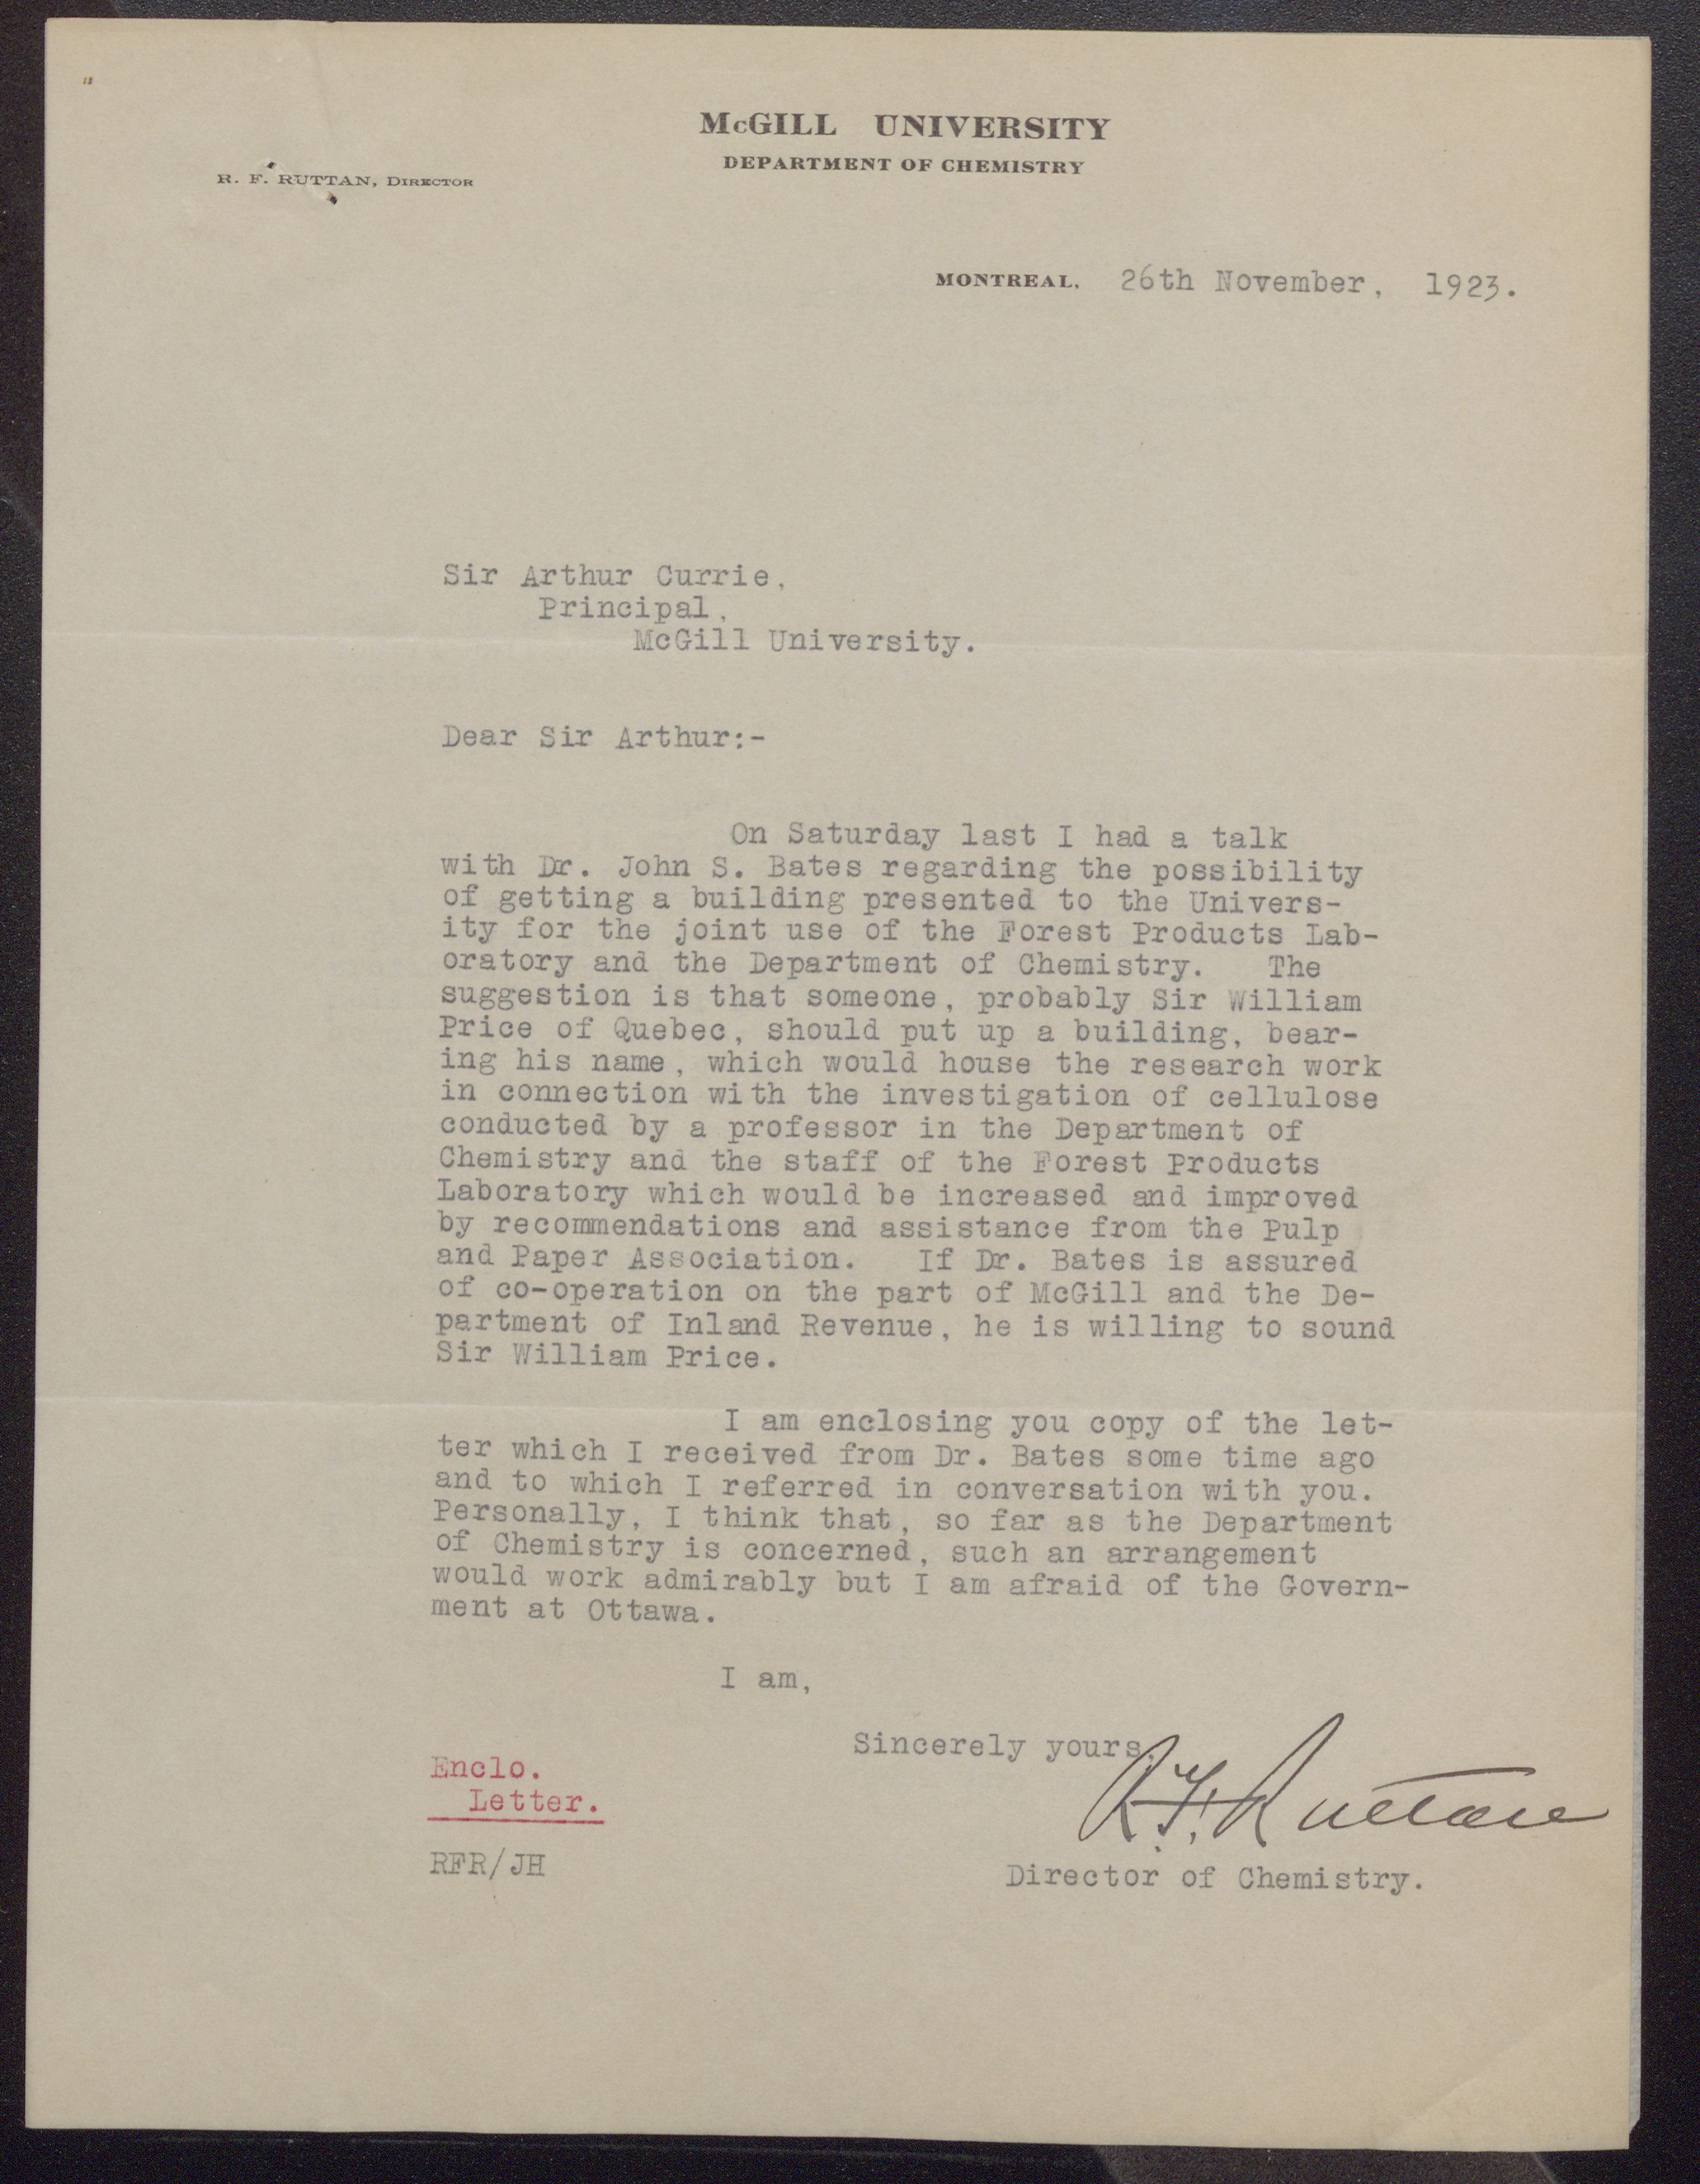 McGILL UNIVERSITY
DEPARTMENT OF CHEMISTRY
R. F. RUTTAN, DIRECTOR
MONTREAL, 26th November, 1923.
Sir Arthur Currie,
Principal,
McGill University.
Dear Sir Arthur:-
On Saturday last I had a talk
with Dr. John S. Bates regarding the possibility
of getting a building presented to the Univers-
ity for the joint use of the Forest Products Lab-
oratory and the Department of Chemistry. The
suggestion is that someone, probably Sir William
Price of Quebec, should put up a building, bear-
ing his name, which would house the research work
in connection with the investigation of cellulose
conducted by a professor in the Department of
Chemistry and the staff of the Forest Products
Laboratory which would be increased and improved
by recommendations and assistance from the Pulp
and Paper Association. If Dr. Bates is assured
of co-operation on the part of McGill and the De-
partment of Inland Revenue, he is willing to sound
Sir William Price.
I am enclosing you copy of the let-
ter which I received from Dr. Bates some time ago
and to which I referred in conversation with you.
Personally, I think that, so far as the Department
of Chemistry is concerned, such an arrangement
would work admirably but I am afraid of the Govern-
ment at Ottawa.
I am,
Sincerely yours,
R.F. Ruttan
Enclo.
Letter.
RFR/JH
Director of Chemistry.